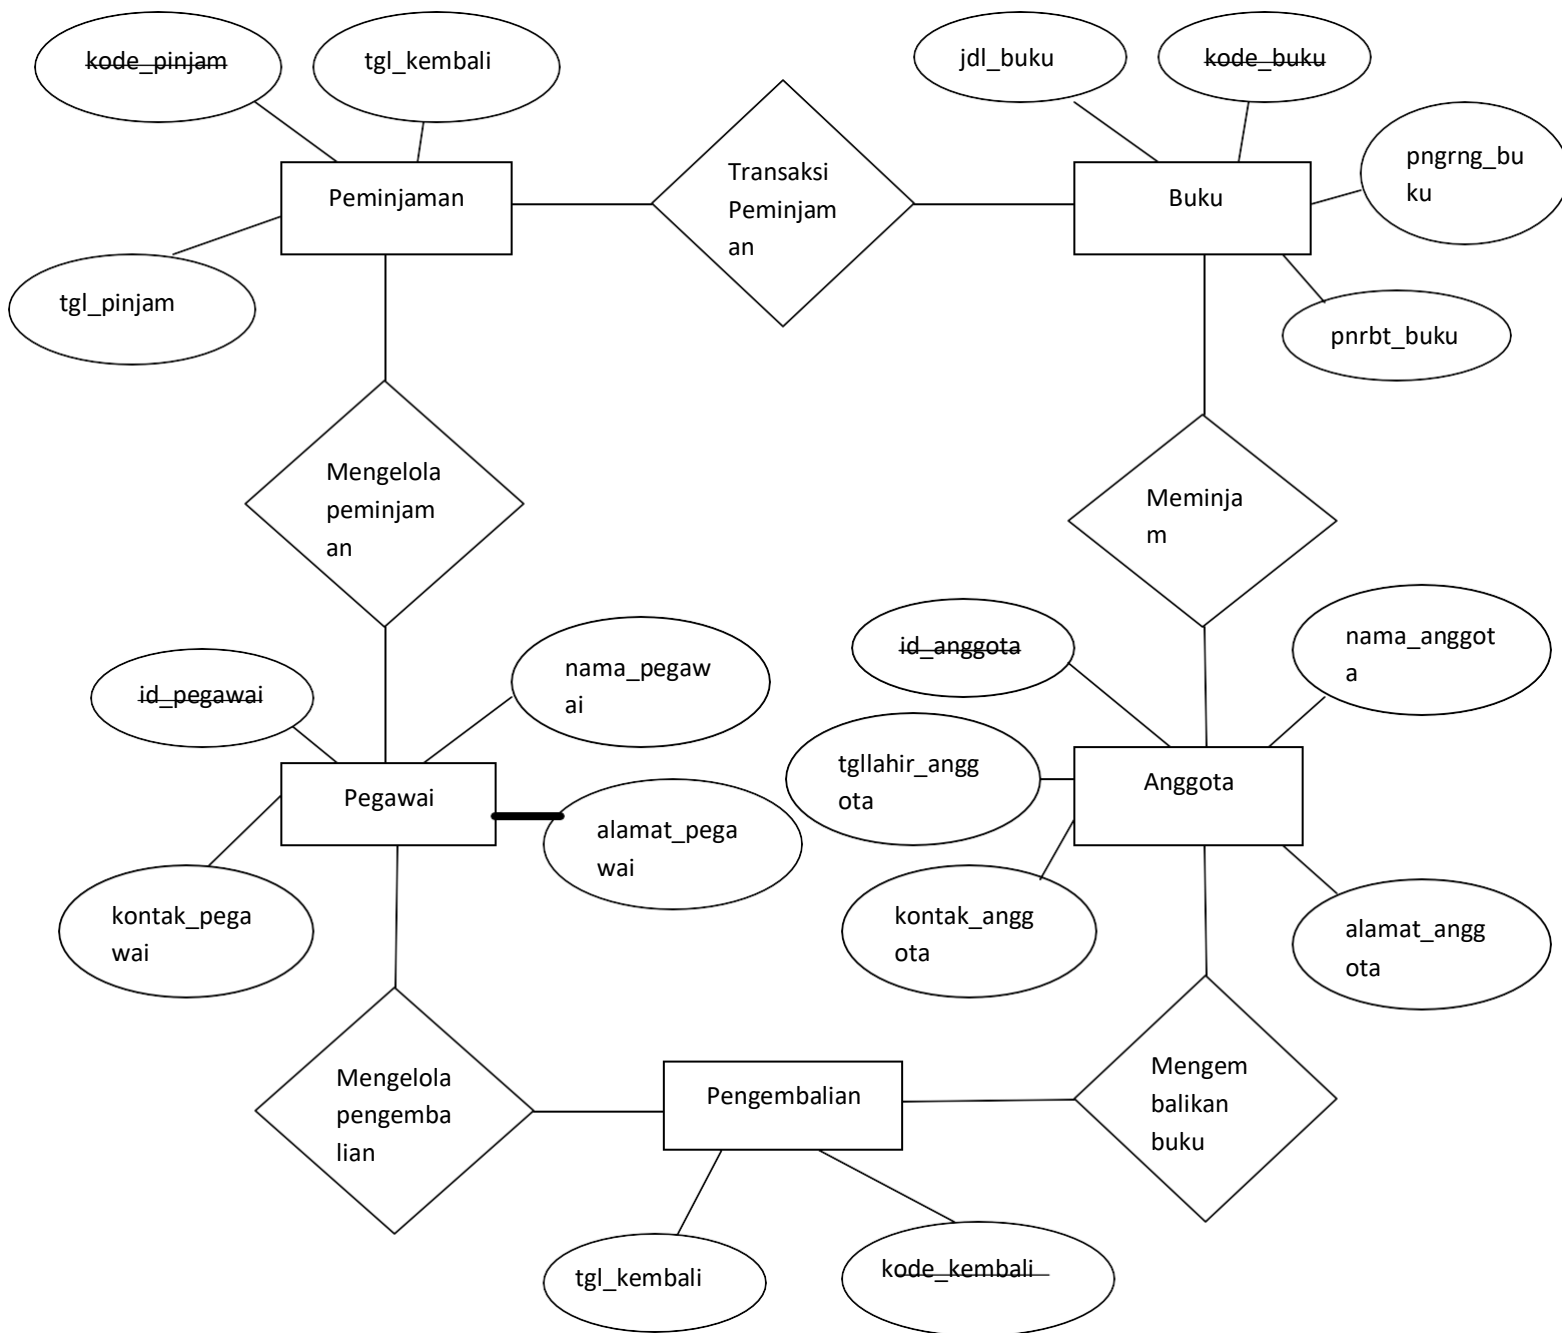 kode_pinjam
tgl_kembali
jdl_buku
kode_buku
pngrng_bu
ku
Transaksi
Peminjam
an
Peminjaman
Buku
tgl_pinjam
pnrbt_buku
Mengelola
peminjam
an
Meminja
m
id_pegawai
nama_pegaw
ai
id_anggota
nama_anggot
a
tgllahir_angg
ota
Pegawai
Anggota
alamat_pega
wai
kontak_pega
wai
kontak_angg
ota
alamat_angg
ota
Mengelola
pengemba
lian
Pengembalian
Mengem
balikan
buku
tgl_kembali
kode_kembali